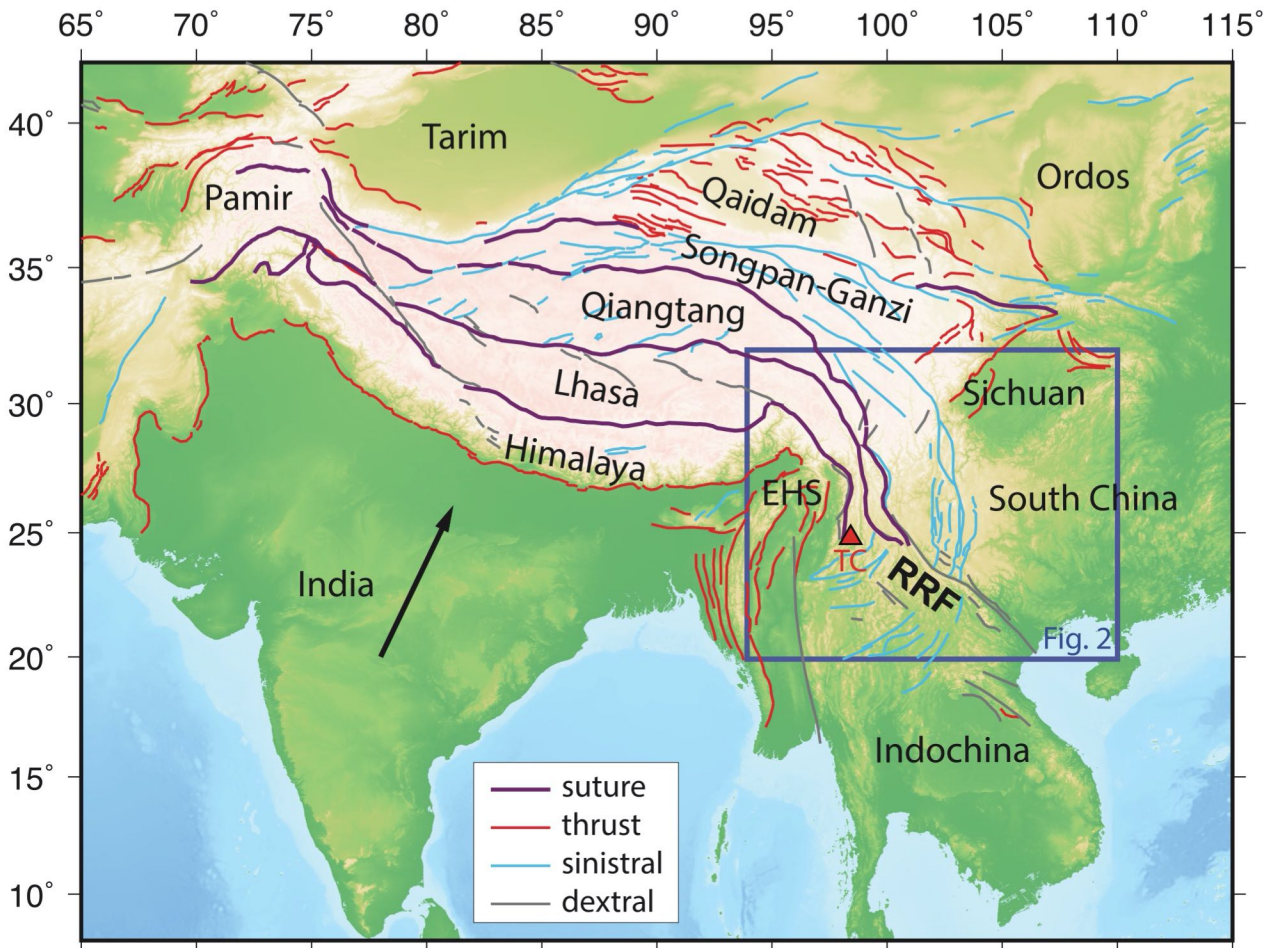 65° 70° 75° 80° 85° 90° 95° 100° 105° 110° 115°
40°
35°
30°
25°
20°
15°
10°
Tarim
Ordos
Pamir
Qaidam
Songpan-Ganzi
Qiangtang
Lhasa
Sichuan
Himalaya
EHS
South China
TC
India
RRF
Fig. 2
Indochina
suture
thrust
sinistral
dextral